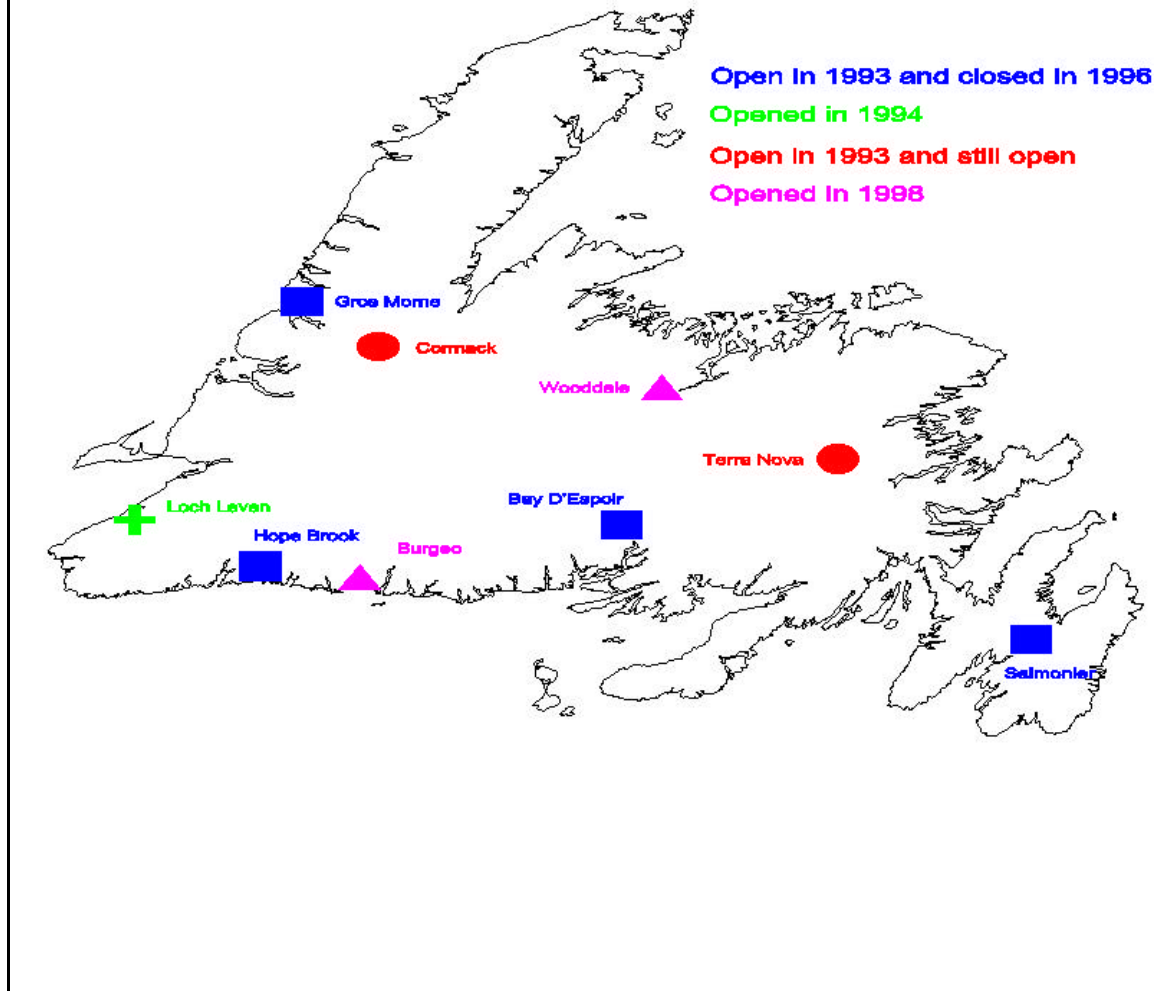 Open in 1993 and closed in 1996
Opened in 1994
Open in 1993 and still open
Opened in 1998
Gros Morne
Cormack
Wooddale
Terra Nova
Bay D'Espoir
Loch Leven
Hope Brook
Burgeo
Salmonier